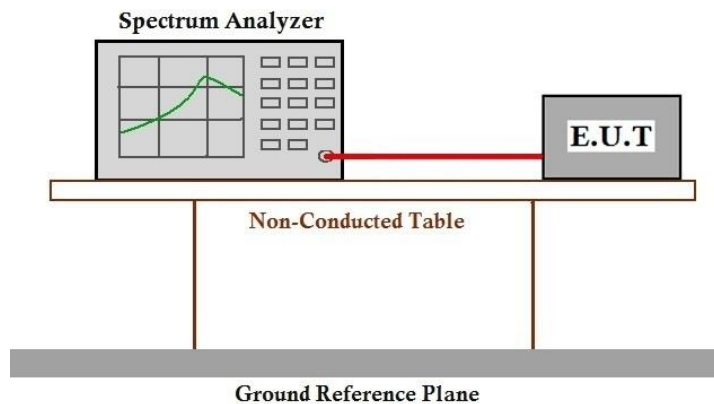 Spectrum Analyzer
E.U.T
Non-Conducted Table
Ground Reference Plane